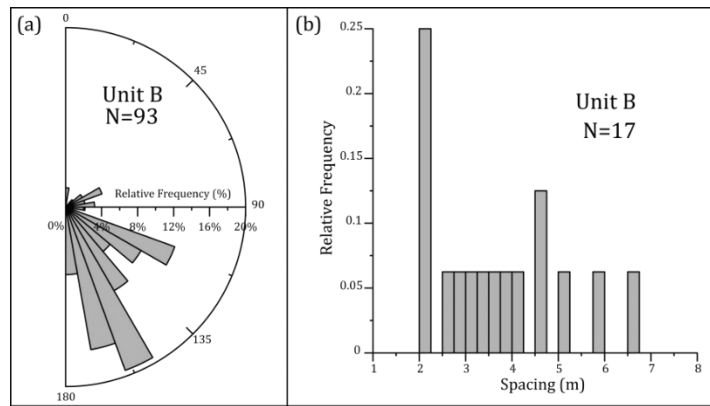 (a)
0
45
Unit B
N=93
Relative Frequency (%)
90
0% 4% 8% 12% 16% 20%
135
180
(b)
0.25
0.2
0.15
0.1
0.05
0
Relative Frequency
Unit B
N=17
1 2 3 4 5 6 7 8
Spacing (m)